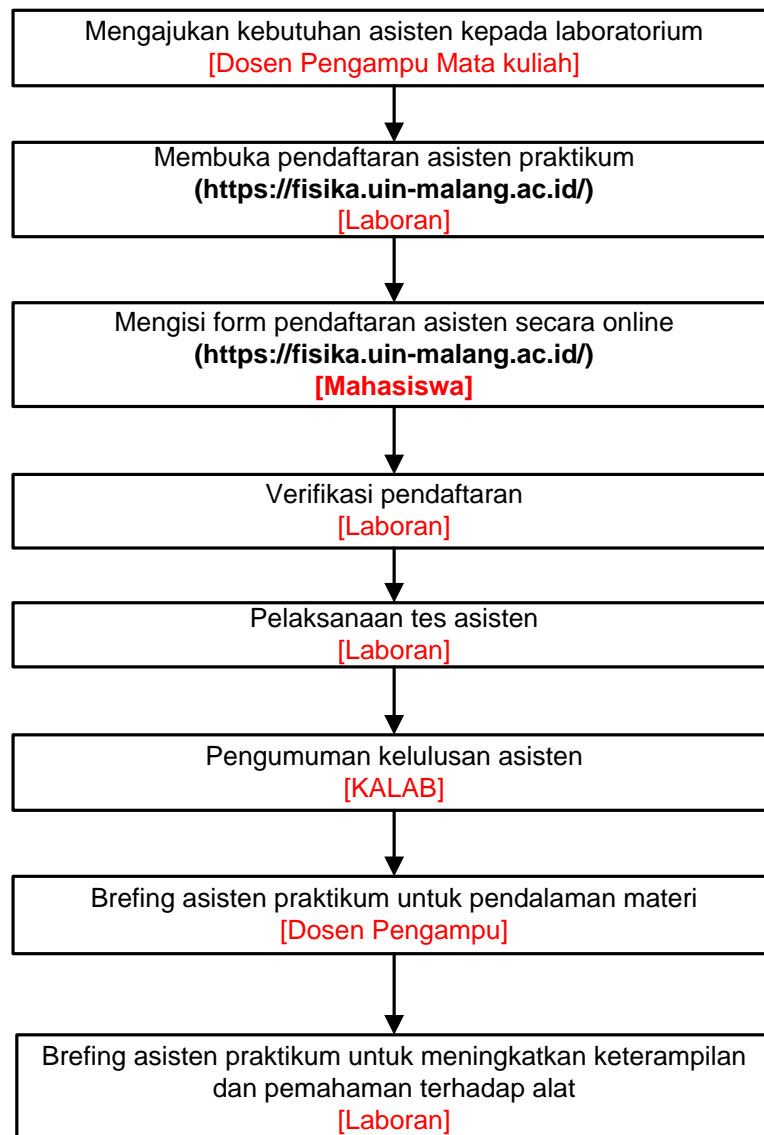 Mengajukan kebutuhan asisten kepada laboratorium
[Dosen Pengampu Mata kuliah]
Membuka pendaftaran asisten praktikum
(https://fisika.uin-malang.ac.id/)
[Laboran]
Mengisi form pendaftaran asisten secara online
(https://fisika.uin-malang.ac.id/)
[Mahasiswa]
Verifikasi pendaftaran
[Laboran]
Pelaksanaan tes asisten
[Laboran]
Pengumuman kelulusan asisten
[KALAB]
Brefing asisten praktikum untuk pendalaman materi
[Dosen Pengampu]
Brefing asisten praktikum untuk meningkatkan keterampilan
dan pemahaman terhadap alat
[Laboran]